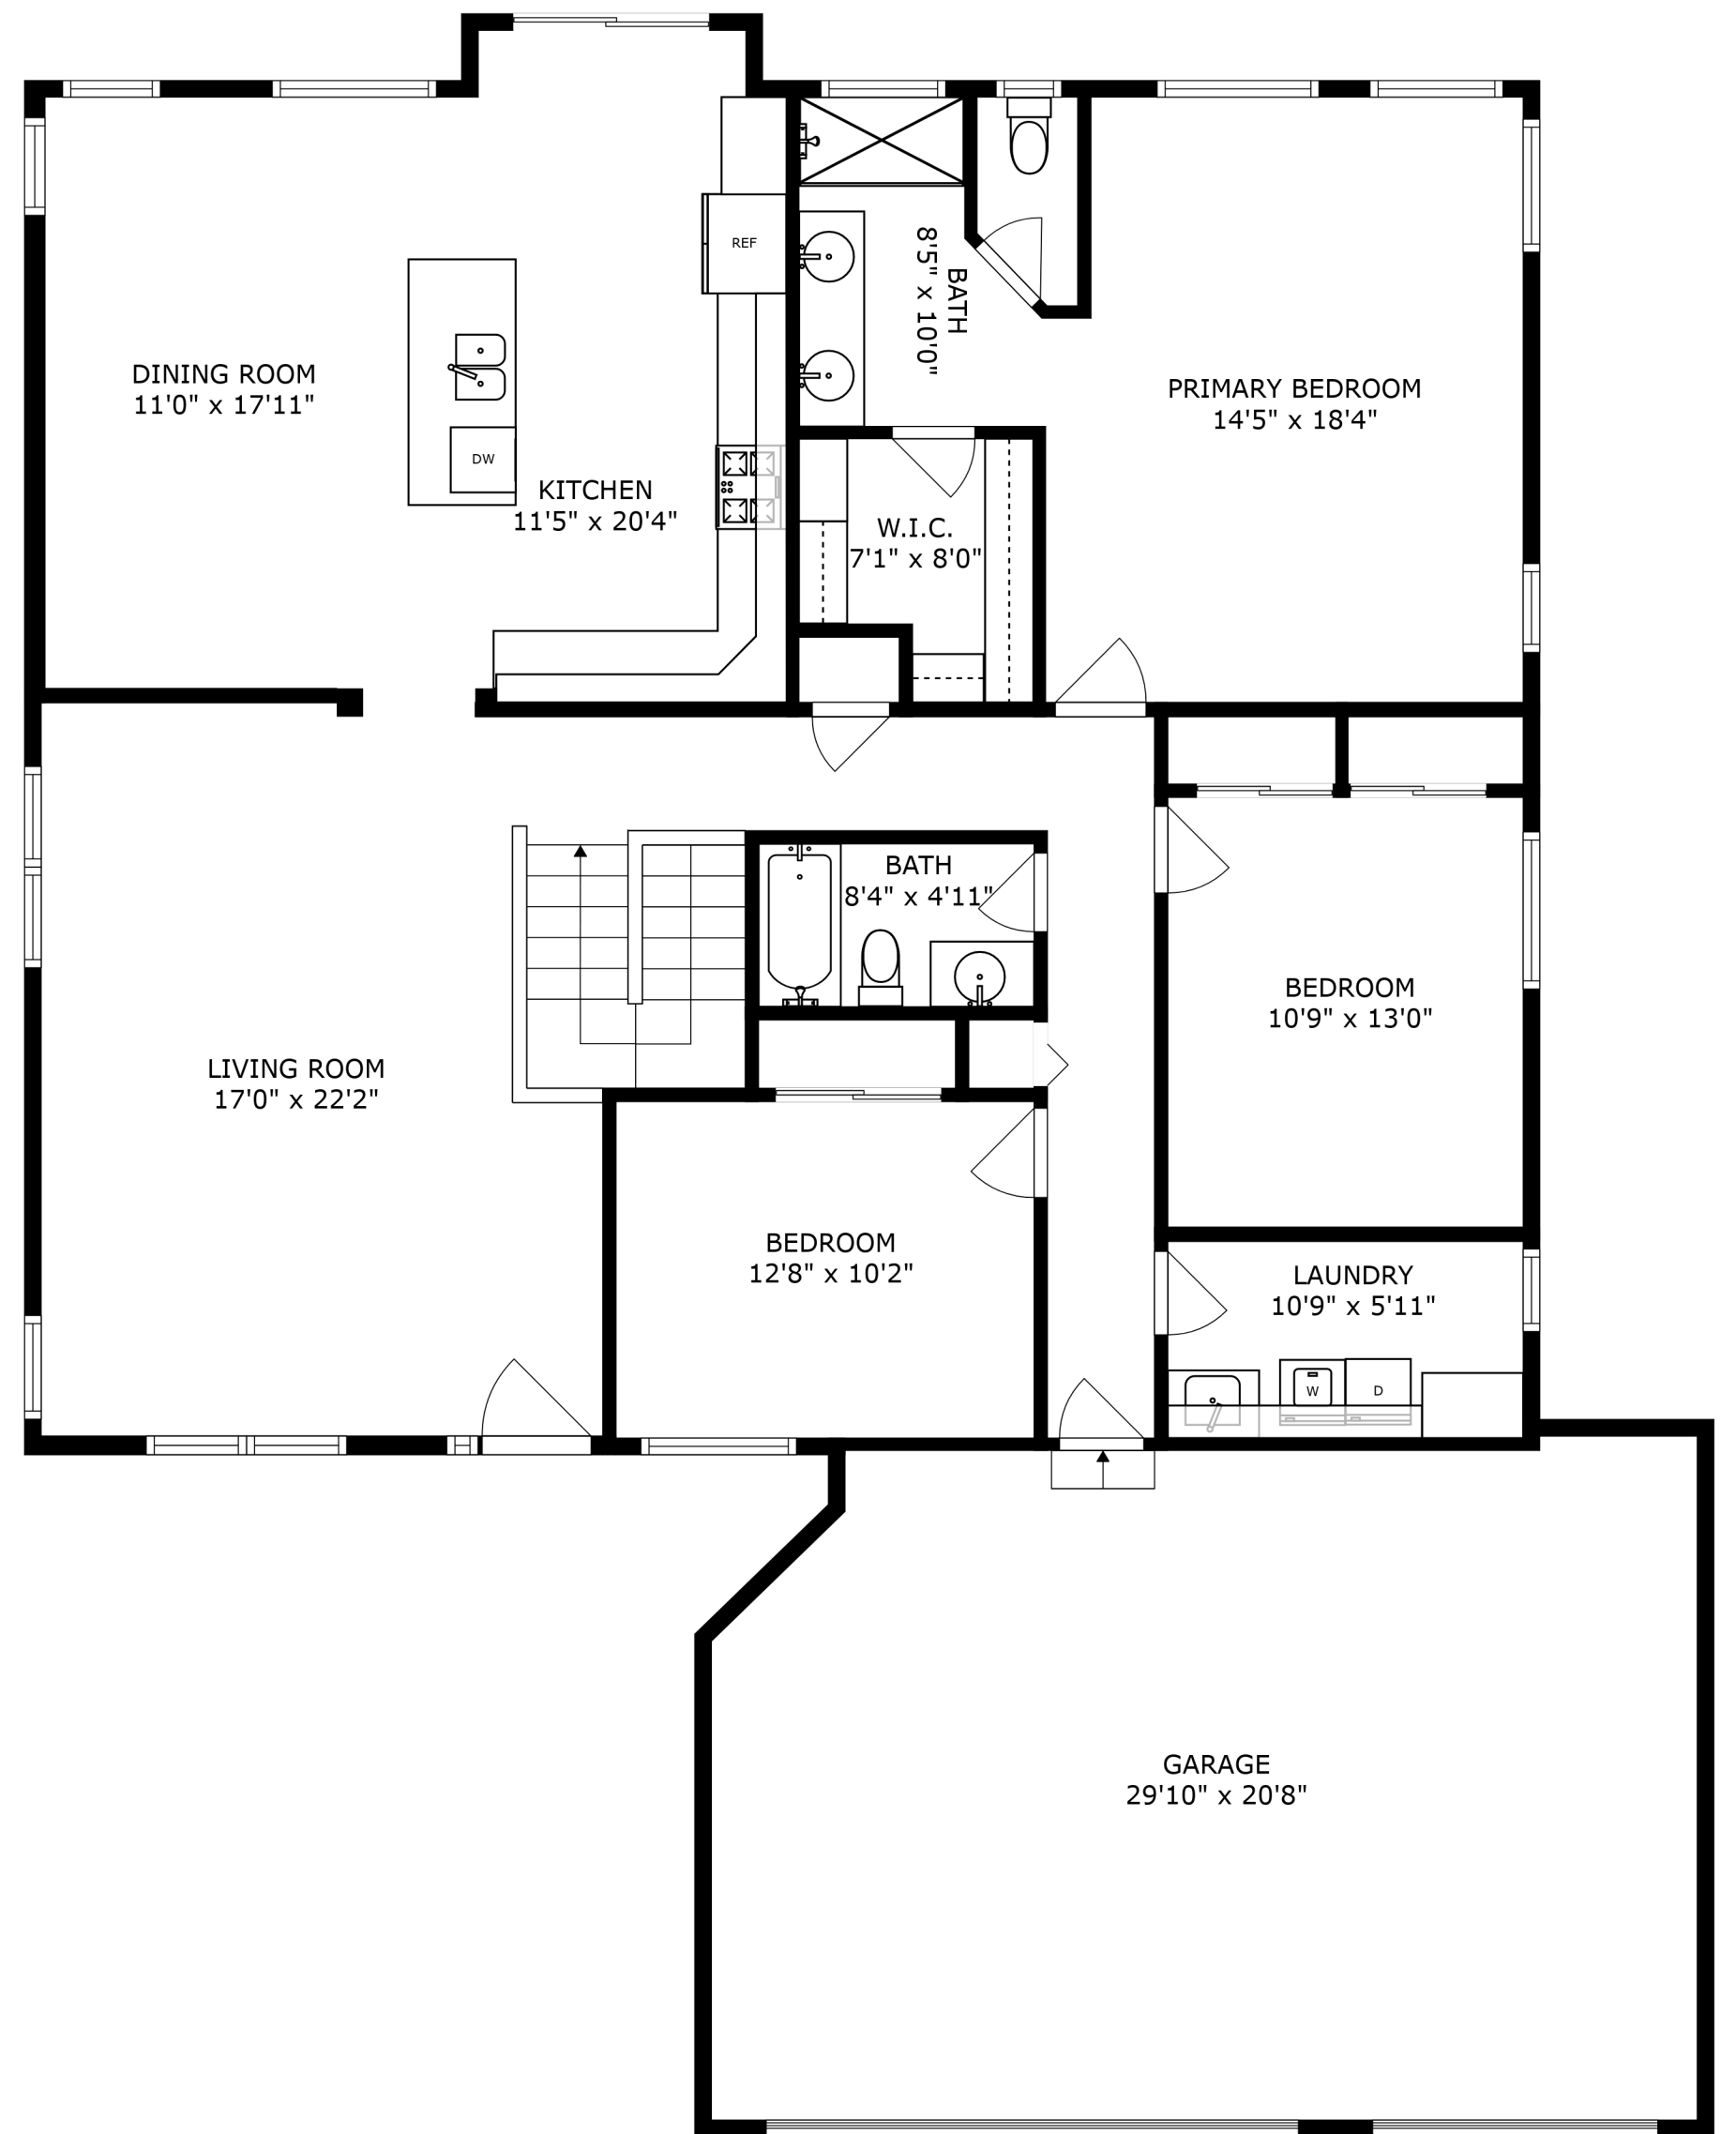 REF
BATH
8'5" x 10'0"
DINING ROOM
11'0" x 17'11"
PRIMARY BEDROOM
14'5" x 18'4"
DW
KITCHEN
11'5" x 20'4"
W.I.C.
7'1" x 8'0"
BATH
8'4" x 4'11"
BEDROOM
10'9" x 13'0"
LIVING ROOM
17'0" x 22'2"
BEDROOM
12'8" x 10'2"
LAUNDRY
10'9" x 5'11"
W
D
GARAGE
29'10" x 20'8"